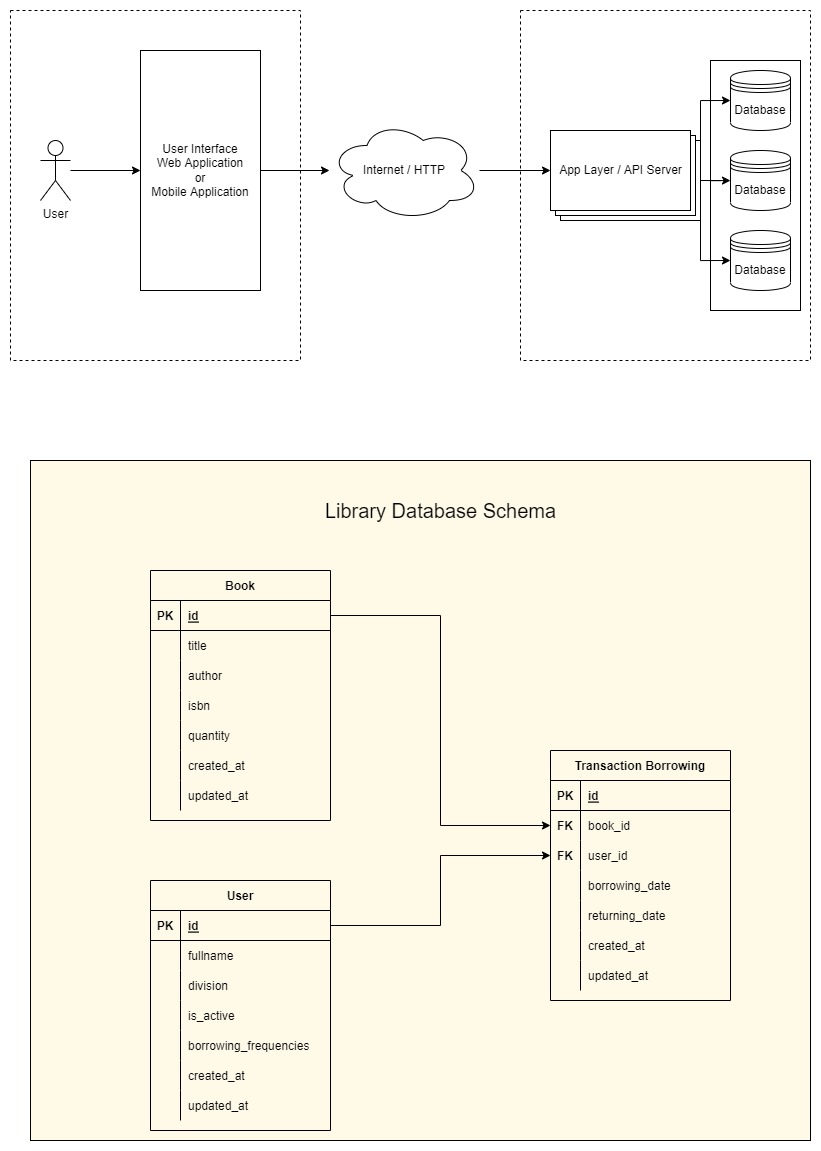 User
User Interface
Web Application
or
Mobile Application
Internet / HTTP
App Layer / API Server
Database
Database
Database
Library Database Schema
Book
PK id
title
author
isbn
quantity
created_at
updated_at
User
PK id
fullname
division
is_active
borrowing_frequencies
created_at
updated_at
Transaction Borrowing
PK id
FK book_id
FK user_id
borrowing_date
returning_date
created_at
updated_at